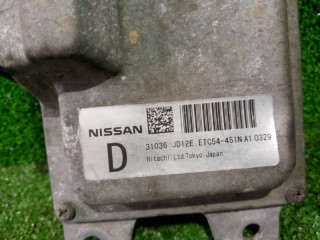 NISSAN
D
31036 JD12E ETC54-451N A1 0329
Hitachi Ltd.Tokyo Japan